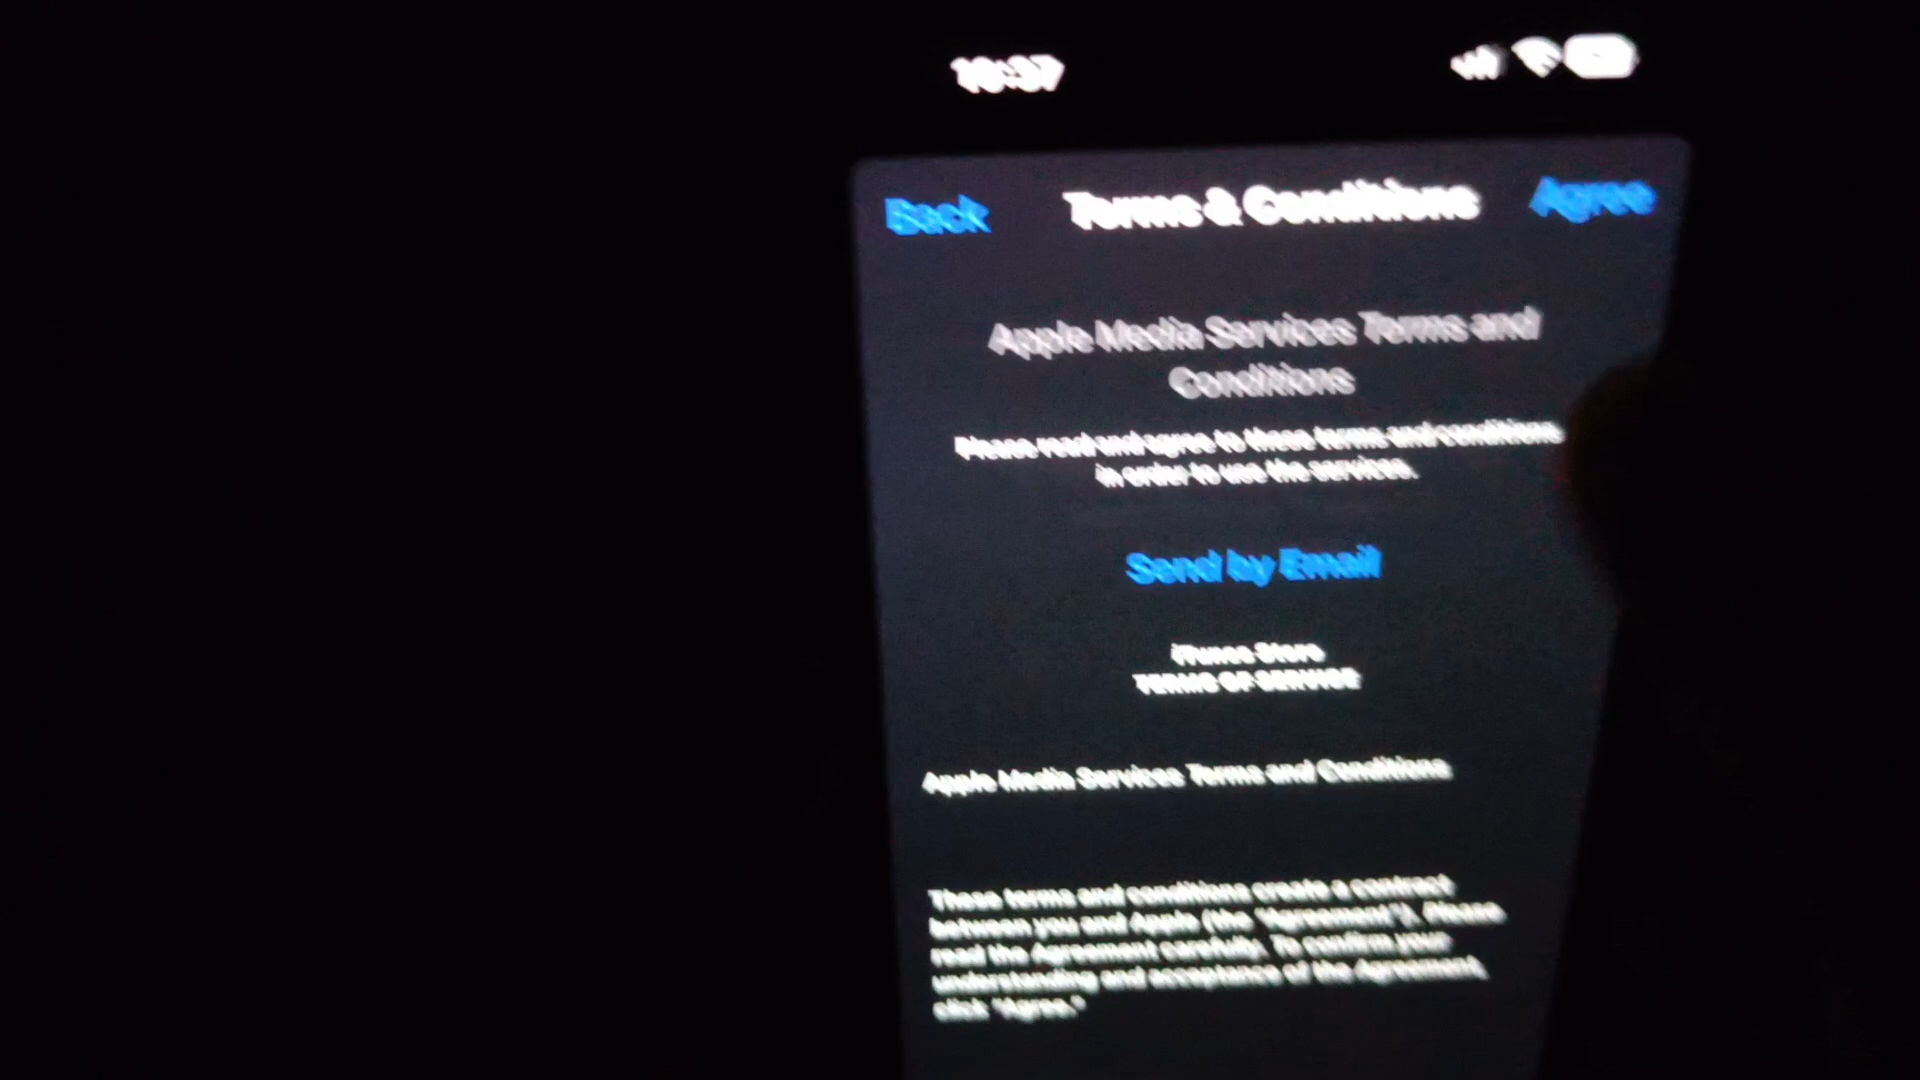 10:37
Back Terms & Conditions Agree
Apple Media Services Terms and
Conditions
Please read and agree to these terms and conditions
in order to use the services.
Send by Email
iTunes Store
TERMS OF SERVICE
Apple Media Services Terms and Conditions
These terms and conditions create a contract
between you and Apple (the "Agreement"). Please
read the Agreement carefully. To confirm your
understanding and acceptance of the Agreement,
click "Agree."